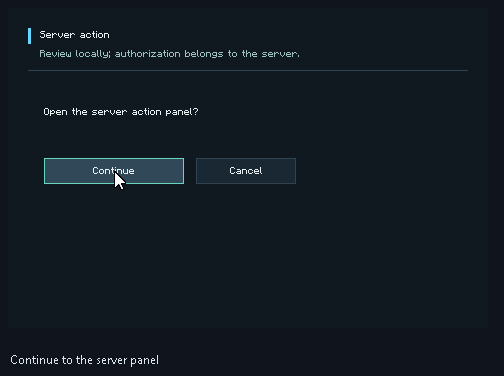 Server action
Review locally; authorization belongs to the server.
Open the server action panel?
Continue
Cancel
Continue to the server panel